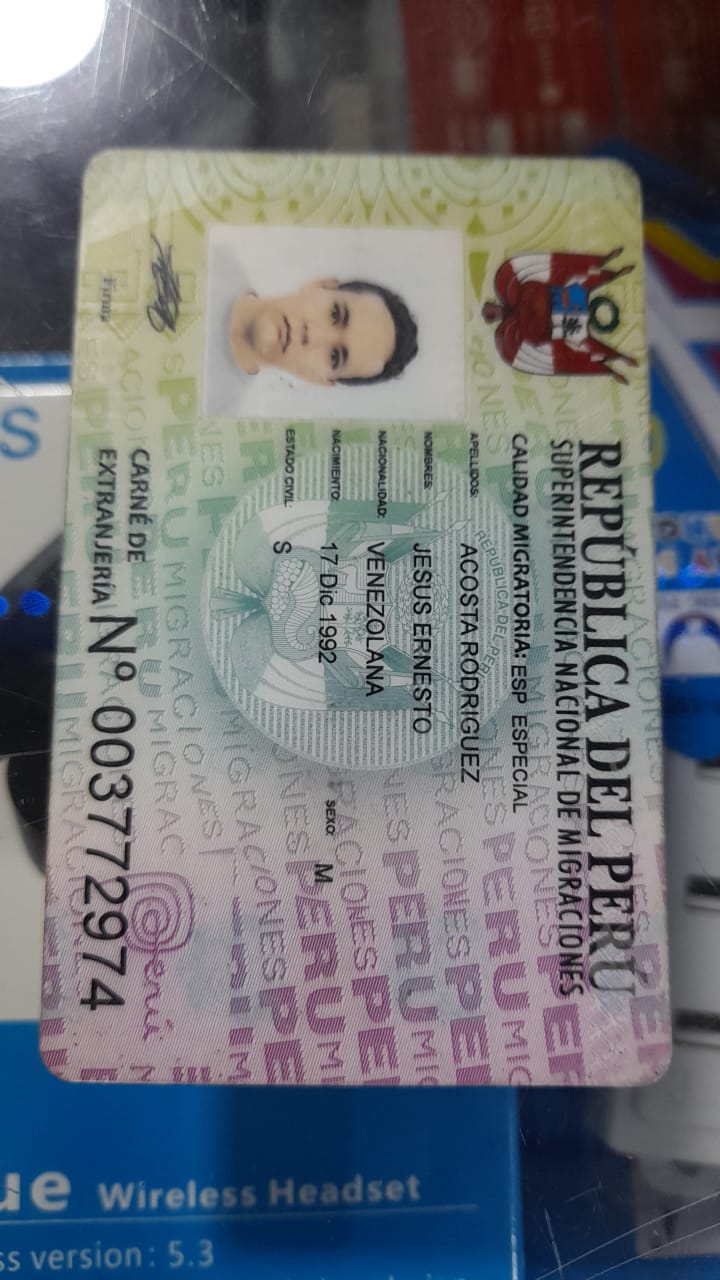 REPÚBLICA DEL PERÚ
SUPERINTENDENCIA NACIONAL DE MIGRACIONES
CALIDAD MIGRATORIA: ESP ESPECIAL
APELLIDOS: ACOSTA RODRIGUEZ
NOMBRES: JESUS ERNESTO
NACIONALIDAD: VENEZOLANA
NACIMIENTO: 17 Dic 1992 SEXO: M
ESTADO CIVIL: S
Firma
CARNÉ DE
EXTRANJERÍA Nº 003772974
Perú
Wireless Headset
version: 5.3